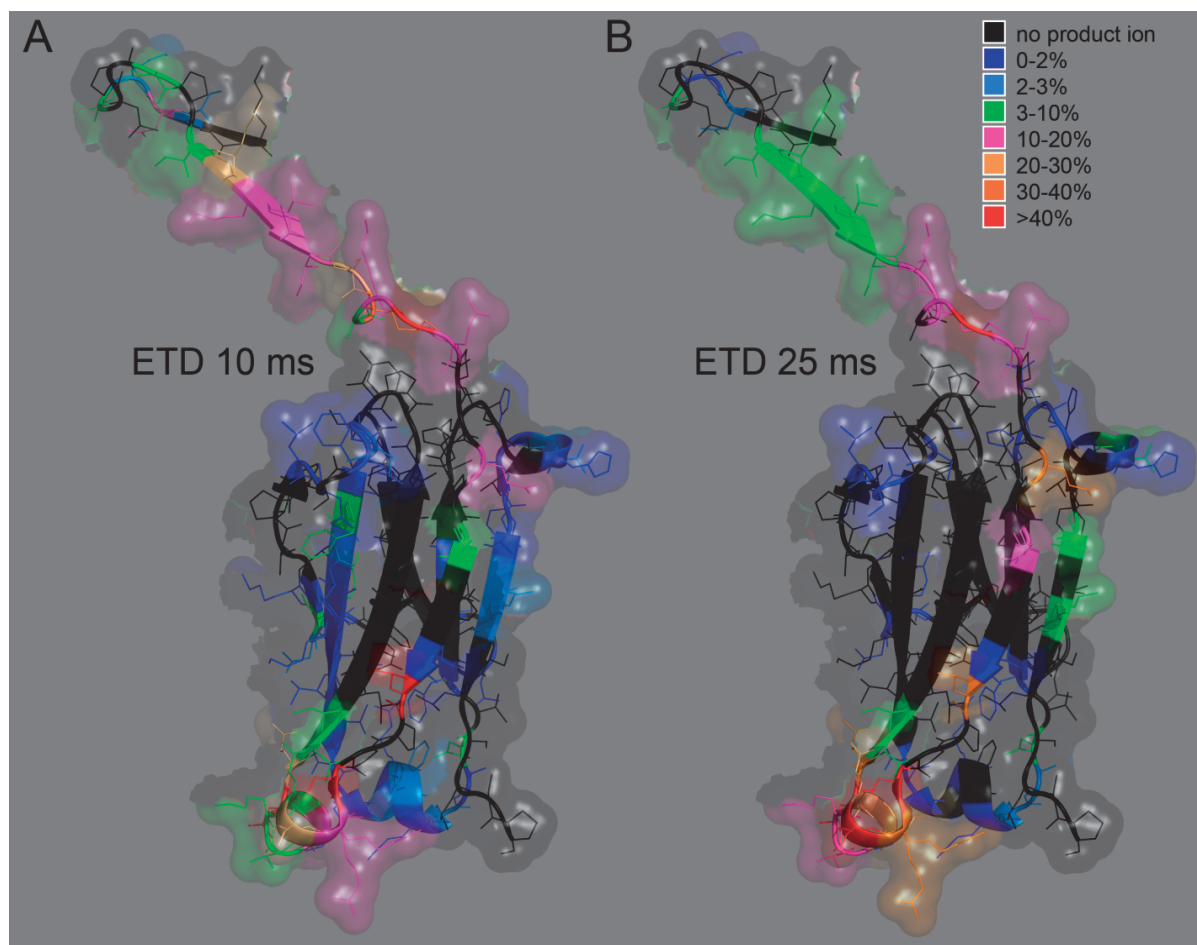 A
B
no product ion
0-2%
2-3%
3-10%
10-20%
20-30%
30-40%
>40%
ETD 10 ms
ETD 25 ms